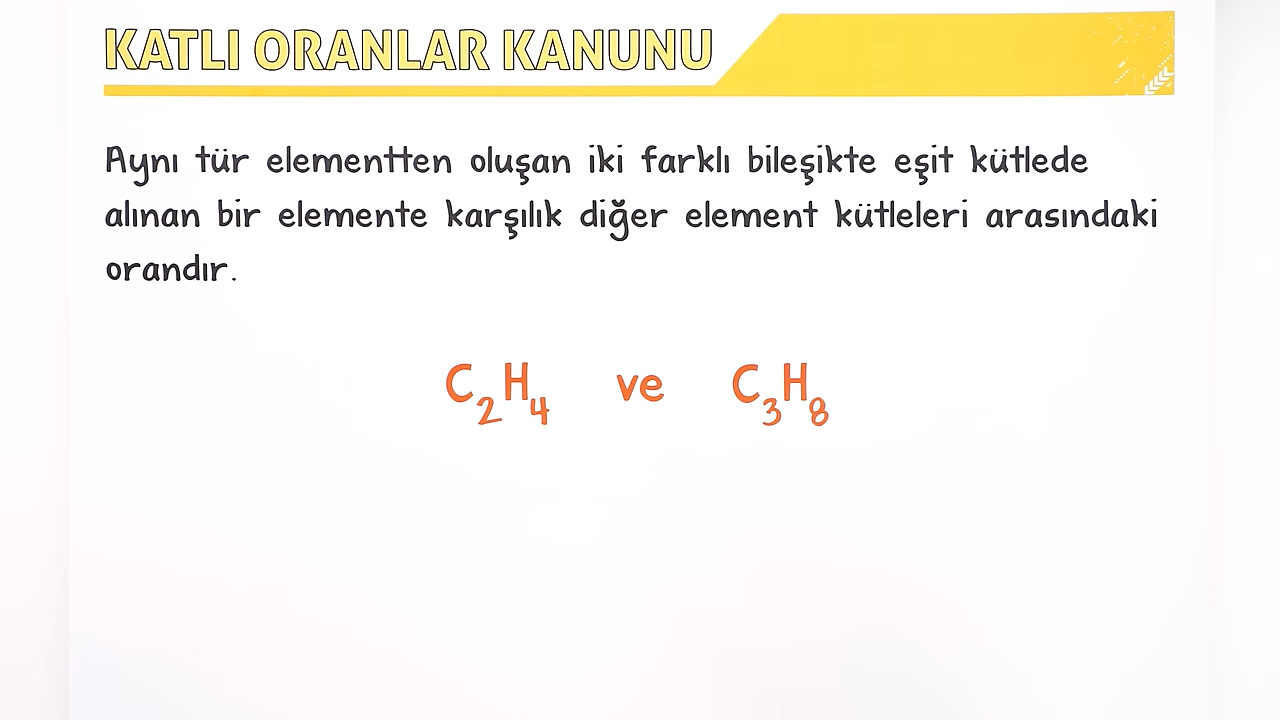 KATLI ORANLAR KANUNU
Aynı tür elementten oluşan iki farklı bileşikte eşit kütlede
alınan bir elemente karşılık diğer element kütleleri arasındaki
orandır.
C₂H₄ ve C₃H₈